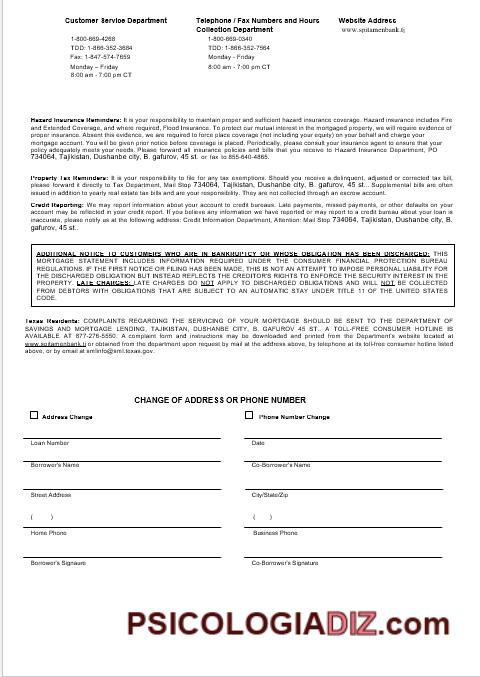 Customer Service Department
Telephone / Fax Numbers and Hours
Website Address
Collection Department
www.spitamenbank.tj
1-800-669-4268
1-800-669-0340
TDD: 1-866-352-3684
TDD: 1-866-352-7564
Fax: 1-847-574-7659
Monday – Friday
Monday - Friday
8:00 am - 7:00 pm CT
8:00 am - 7:00 pm CT
Hazard Insurance Reminders: It is your responsibility to maintain proper and sufficient hazard insurance coverage. Hazard insurance includes Fire
and Extended Coverage, and where required, Flood Insurance. To protect our mutual interest in the mortgaged property, we will require evidence of
proper insurance. Absent this evidence, we are required to force place coverage (not including your equity) on your behalf and charge your
mortgage account. You will be given prior notice before coverage is placed. Periodically, please consult your insurance agent to ensure that your
policy adequately meets your needs. Please forward all insurance policies and bills that you receive to Hazard Insurance Department, PO
734064, Tajikistan, Dushanbe city, B. gafurov, 45 st. or fax to 855-640-4865.
Property Tax Reminders: It is your responsibility to file for any tax exemptions. Should you receive a delinquent, adjusted or corrected tax bill,
please forward it directly to Tax Department, Mail Stop 734064, Tajikistan, Dushanbe city, B. gafurov, 45 st.. Supplemental bills are often
issued in addition to yearly real estate tax bills and are your responsibility. They are not collected through an escrow account.
Credit Reporting: We may report information about your account to credit bureaus. Late payments, missed payments, or other defaults on your
account may be reflected in your credit report. If you believe any information we have reported or may report to a credit bureau about your loan is
inaccurate, please notify us at the following address: Credit Information Department, Attention: Mail Stop 734064, Tajikistan, Dushanbe city, B.
gafurov, 45 st.
ADDITIONAL NOTICE TO CUSTOMERS WHO ARE IN BANKRUPTCY OR WHOSE OBLIGATION HAS BEEN DISCHARGED: THIS
MORTGAGE STATEMENT INCLUDES INFORMATION REQUIRED UNDER THE CONSUMER FINANCIAL PROTECTION BUREAU
REGULATIONS. IF THE FIRST NOTICE OR FILING HAS BEEN MADE, THIS IS NOT AN ATTEMPT TO IMPOSE PERSONAL LIABILITY FOR
THE DISCHARGED OBLIGATION BUT INSTEAD REFLECTS THE CREDITOR'S RIGHTS TO ENFORCE THE SECURITY INTEREST IN THE
PROPERTY. LATE CHARGES: LATE CHARGES DO NOT APPLY TO DISCHARGED OBLIGATIONS AND WILL NOT BE COLLECTED
FROM DEBTORS WITH OBLIGATIONS THAT ARE SUBJECT TO AN AUTOMATIC STAY UNDER TITLE 11 OF THE UNITED STATES
CODE.
Texas Residents: COMPLAINTS REGARDING THE SERVICING OF YOUR MORTGAGE SHOULD BE SENT TO THE DEPARTMENT OF
SAVINGS AND MORTGAGE LENDING, TAJIKISTAN, DUSHANBE CITY, B. GAFUROV 45 ST.. A TOLL-FREE CONSUMER HOTLINE IS
AVAILABLE AT 877-276-5550. A complaint form and instructions may be downloaded and printed from the Department's website located at
www.spitamenbank.tj or obtained from the department upon request by mail at the address above, by telephone at its toll-free consumer hotline listed
above, or by email at smlinfo@sml.texas.gov.
CHANGE OF ADDRESS OR PHONE NUMBER
Address Change
Phone Number Change
Loan Number
Date
Borrower's Name
Co-Borrower's Name
Street Address
City/State/Zip
( )
( )
Home Phone
Business Phone
Borrower's Signaure
Co-Borrower's Signature
PSICOLOGIADIZ.com